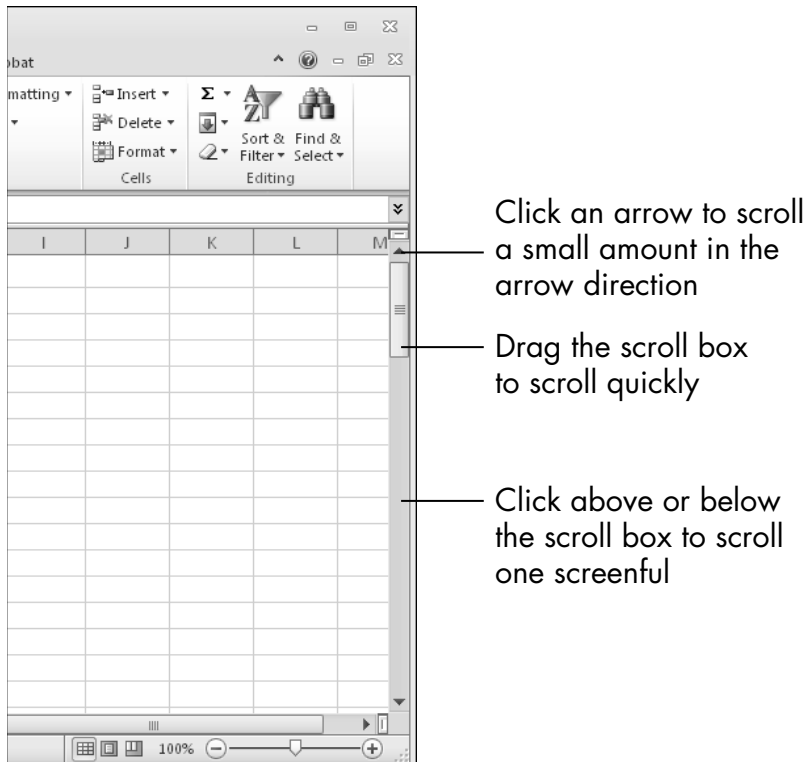 obat
matting
Insert
Σ
Delete
Sort & Find &
Format
Filter Select
Cells Editing
I J K L M
Click an arrow to scroll
a small amount in the
arrow direction
Drag the scroll box
to scroll quickly
Click above or below
the scroll box to scroll
one screenful
100%